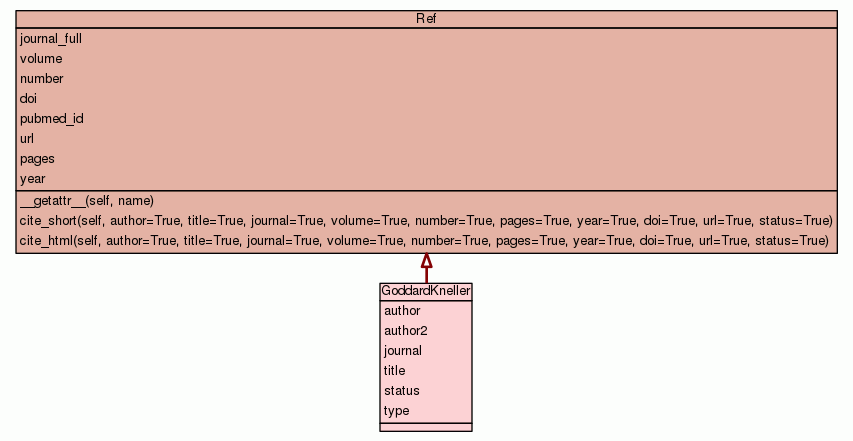 Ref
journal_full
volume
number
doi
pubmed_id
url
pages
year
__getattr__(self, name)
cite_short(self, author=True, title=True, journal=True, volume=True, number=True, pages=True, year=True, doi=True, url=True, status=True)
cite_html(self, author=True, title=True, journal=True, volume=True, number=True, pages=True, year=True, doi=True, url=True, status=True)
GoddardKneller
author
author2
journal
title
status
type